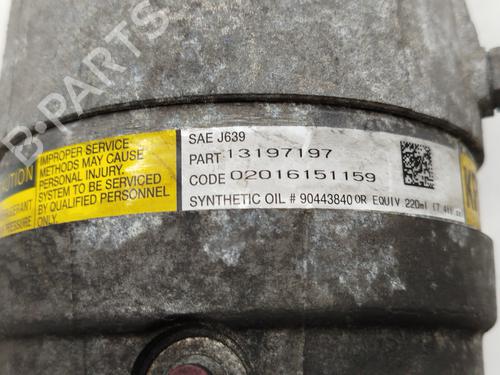 B-PARTS
IMPROPER SERVICE
METHODS MAY CAUSE
PERSONAL INJURY.
SYSTEM TO BE SERVICED
BY QUALIFIED PERSONNEL
ONLY.
SAE J639
PART 13197197
CODE 02016151159
SYNTHETIC OIL # 90443840 OR EQUIV 220ml